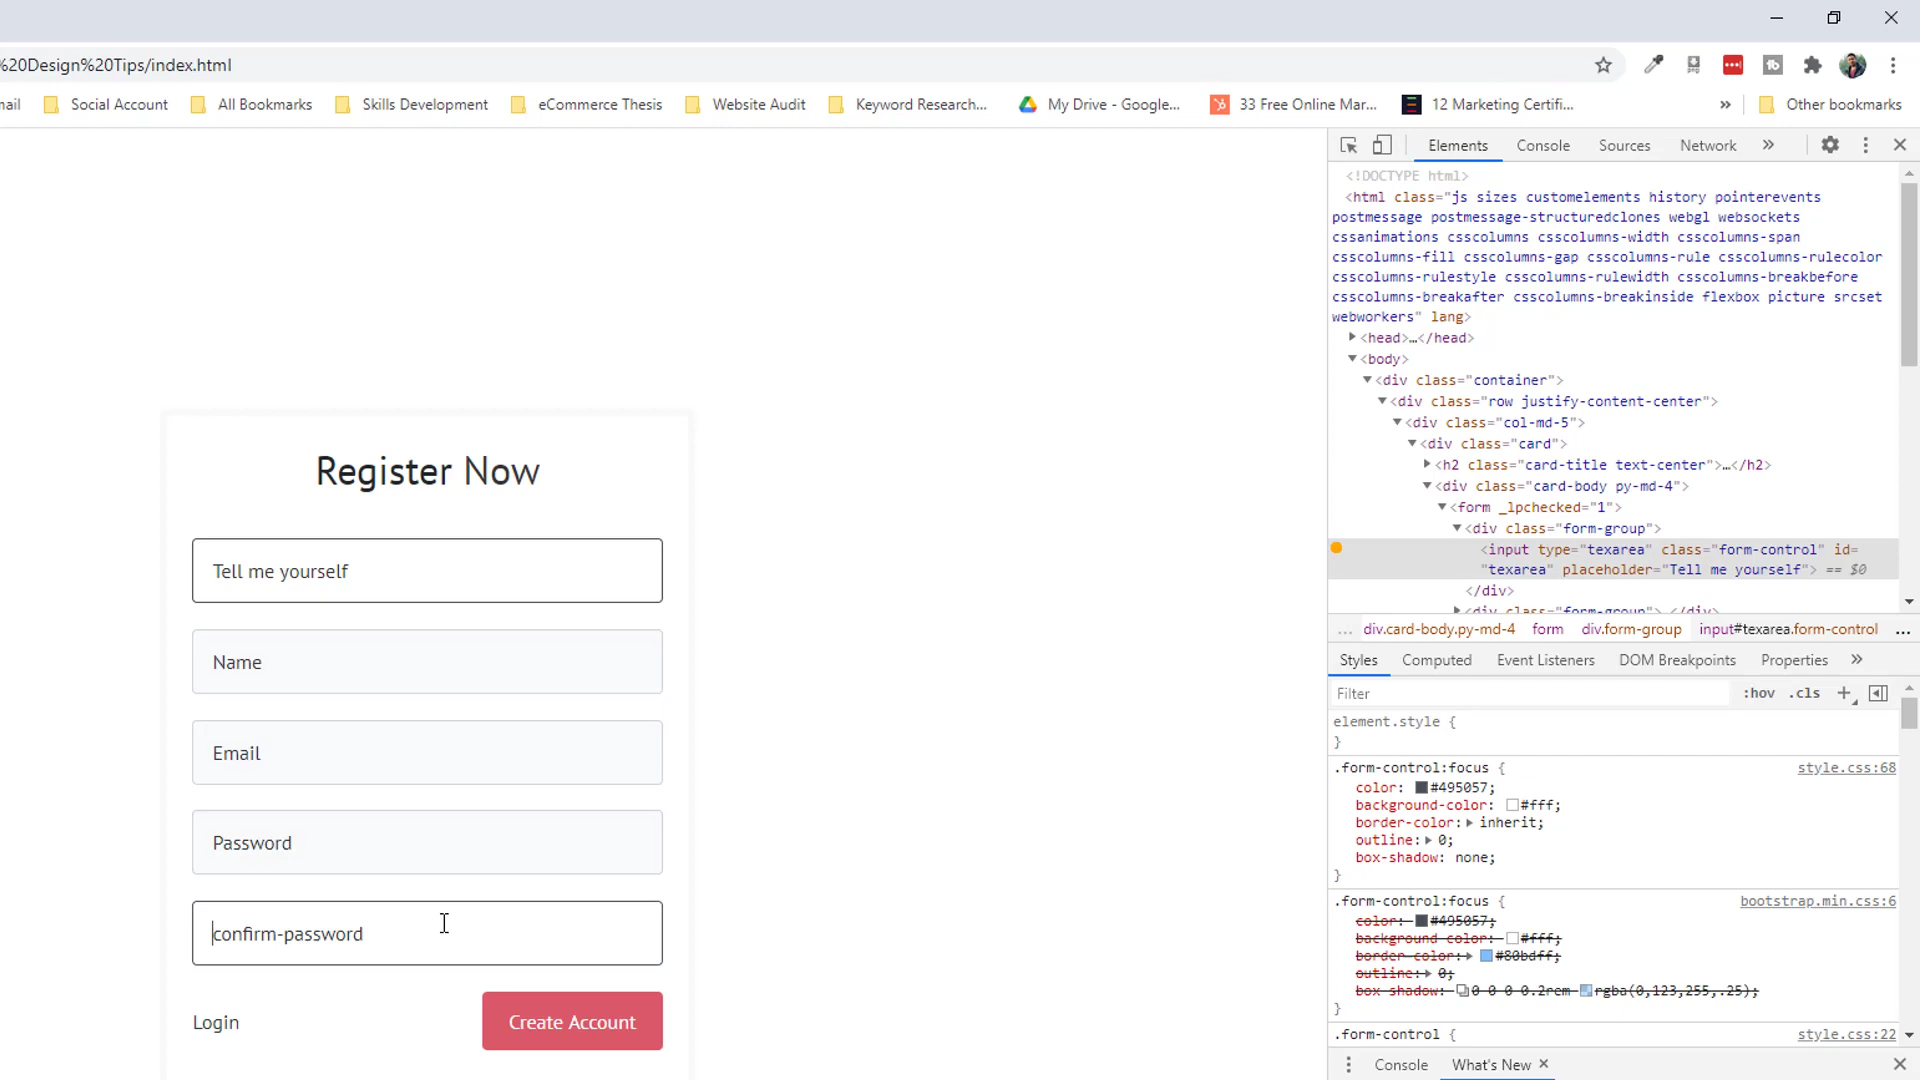 %20Design%20Tips/index.html
nail Social Account All Bookmarks Skills Development eCommerce Thesis Website Audit Keyword Research... My Drive - Google... 33 Free Online Mar... 12 Marketing Certifi... » Other bookmarks
Register Now
Tell me yourself
Name
Email
Password
confirm-password
Login Create Account
Elements Console Sources Network »
<!DOCTYPE html>
<html class="js sizes customelements history pointerevents
postmessage postmessage-structuredclones webgl websockets
cssanimations csscolumns csscolumns-width csscolumns-span
csscolumns-fill csscolumns-gap csscolumns-rule csscolumns-rulecolor
csscolumns-rulestyle csscolumns-rulewidth csscolumns-breakbefore
csscolumns-breakafter csscolumns-breakinside flexbox picture srcset
webworkers" lang>
<head>…</head>
<body>
<div class="container">
<div class="row justify-content-center">
<div class="col-md-5">
<div class="card">
<h2 class="card-title text-center">…</h2>
<div class="card-body py-md-4">
<form _lpchecked="1">
<div class="form-group">
<input type="texarea" class="form-control" id=
"texarea" placeholder="Tell me yourself"> == $0
</div>
<div class="form-group">…</div>
... div.card-body.py-md-4 form div.form-group input#texarea.form-control ...
Styles Computed Event Listeners DOM Breakpoints Properties »
Filter :hov .cls +
element.style {
}
.form-control:focus { style.css:68
color: #495057;
background-color: #fff;
border-color: inherit;
outline: 0;
box-shadow: none;
}
.form-control:focus { bootstrap.min.css:6
color: #495057;
background-color: #fff;
border-color: #80bdff;
outline: 0;
box-shadow: 0 0 0 0.2rem rgba(0,123,255,.25);
}
.form-control { style.css:22
Console What's New